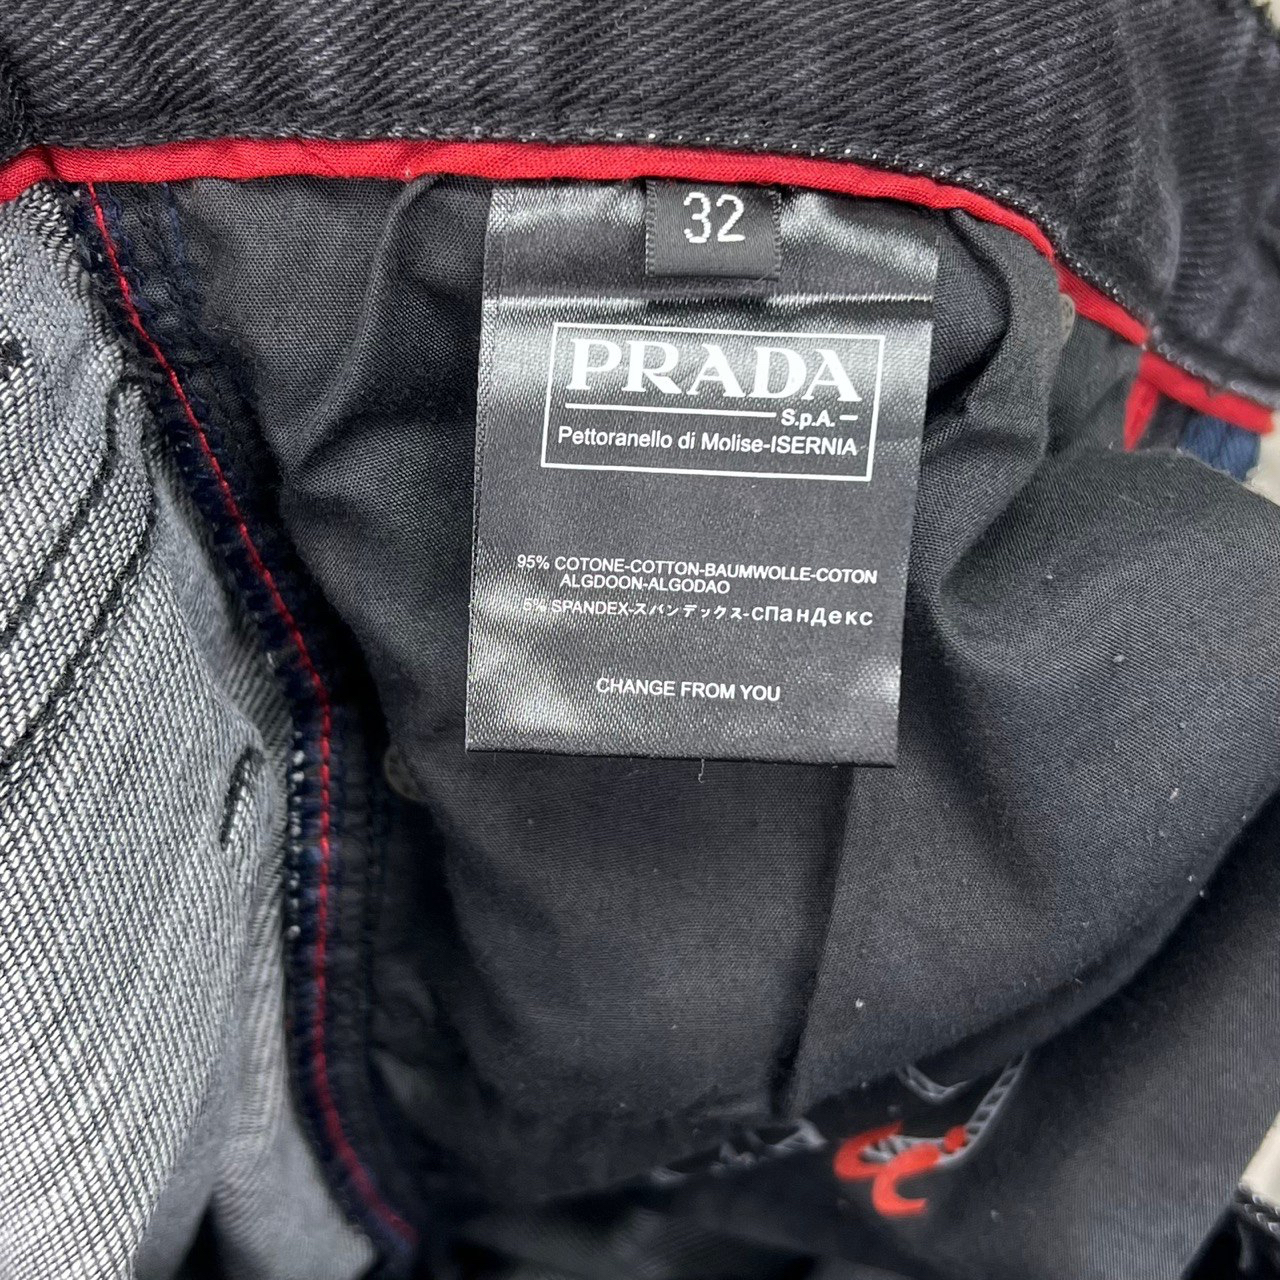 32
PRADA
S.p.A.
Pettoranello di Molise-ISERNIA
95% COTONE-COTTON-BAUMWOLLE-COTON
ALGDOON-ALGODAO
5% SPANDEX-スパンデックス-спандекс
CHANGE FROM YOU